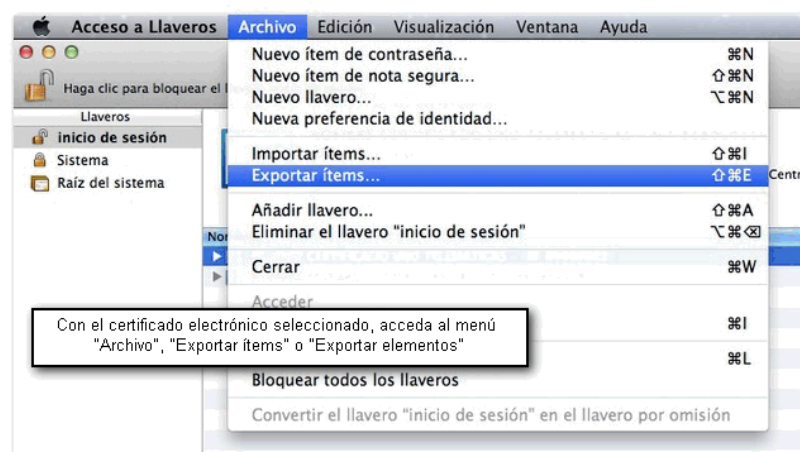 Acceso a Llaveros Archivo Edición Visualización Ventana Ayuda
Haga clic para bloquear el l
Llaveros
inicio de sesión
Sistema
Raíz del sistema
Nuevo ítem de contraseña... ⌘N
Nuevo ítem de nota segura... ⇧⌘N
Nuevo llavero... ⌥⌘N
Nueva preferencia de identidad...
Importar ítems... ⇧⌘I
Exportar ítems... ⇧⌘E
Centr
Añadir llavero... ⇧⌘A
Eliminar el llavero “inicio de sesión” ⌥⌘⌫
Nor
Cerrar ⌘W
Acceder
⌘I
Con el certificado electrónico seleccionado, acceda al menú
"Archivo", "Exportar ítems" o "Exportar elementos"
⌘L
Bloquear todos los llaveros
Convertir el llavero “inicio de sesión” en el llavero por omisión